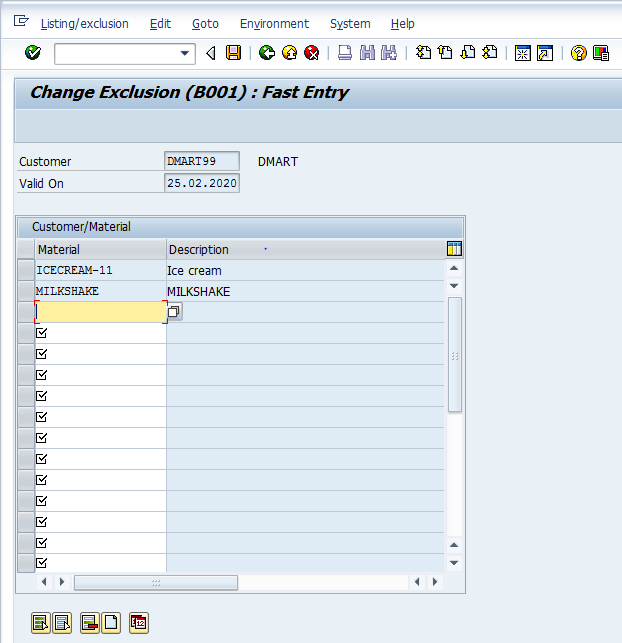 Listing/exclusion Edit Goto Environment System Help
Change Exclusion (B001) : Fast Entry
Customer DMART99 DMART
Valid On 25.02.2020
Customer/Material
Material Description
ICECREAM-11 Ice cream
MILKSHAKE MILKSHAKE
12